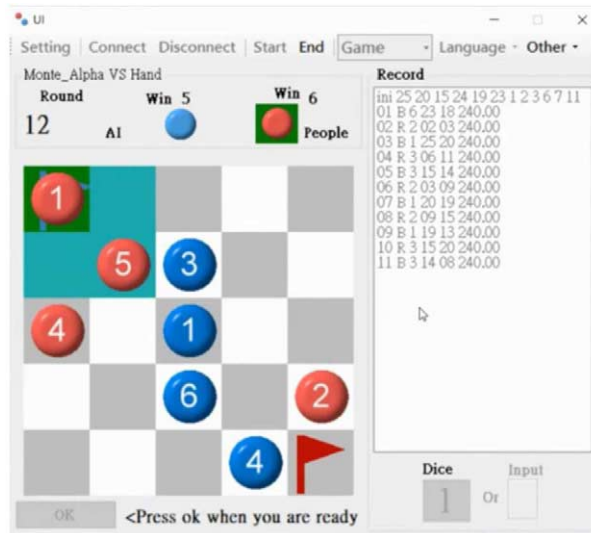 UI
Setting Connect Disconnect Start End Game Language Other
Monte_Alpha VS Hand
Round Win 5 Win 6
12 AI People
1
5 3
4 1
6 2
4
OK <Press ok when you are ready
Record
ini 25 20 15 24 19 23 1 2 3 6 7 11
01 B 6 23 18 240.00
02 R 2 02 03 240.00
03 B 1 25 20 240.00
04 R 3 06 11 240.00
05 B 3 15 14 240.00
06 R 2 03 09 240.00
07 B 1 20 19 240.00
08 R 2 09 15 240.00
09 B 1 19 13 240.00
10 R 3 15 20 240.00
11 B 3 14 08 240.00
Dice Input
1 Or